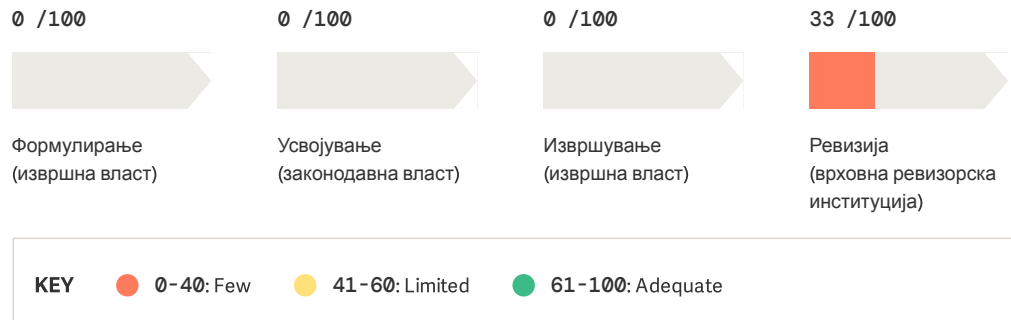 0 /100
0 /100
0 /100
33 /100
Формулирање
(извршна власт)
Усвојување
(законодавна власт)
Извршување
(извршна власт)
Ревизија
(врховна ревизорска
институција)
KEY
0-40: Few
41-60: Limited
61-100: Adequate